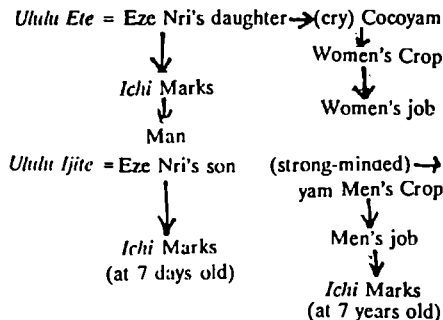 Ululu Ete = Eze Nri's daughter → (cry) Cocoyam
Women's Crop
Ichi Marks
Women's job
Man
Ululu Ijite = Eze Nri's son (strong-minded) →
yam Men's Crop
Men's job
Ichi Marks
(at 7 days old)
Ichi Marks
(at 7 years old)